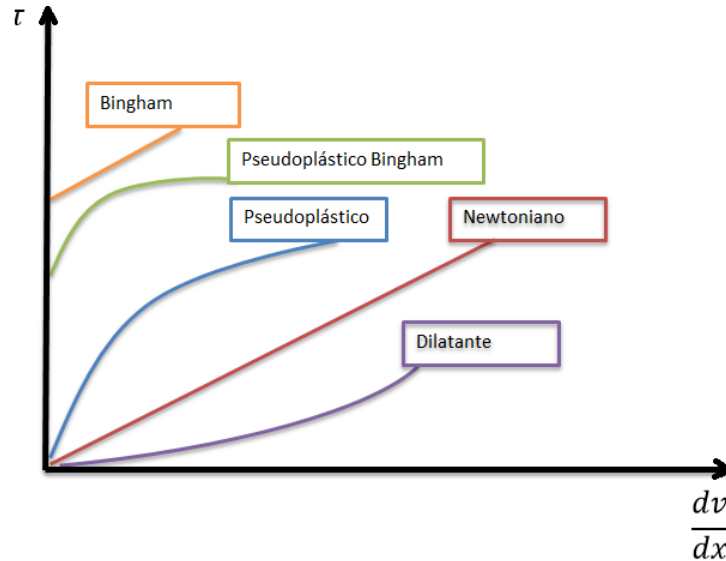 τ
Bingham
Pseudoplástico Bingham
Pseudoplástico
Newtoniano
Dilatante
dv
dx